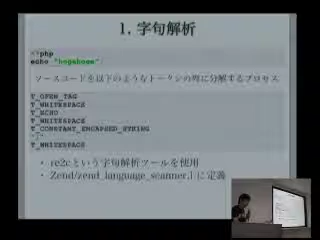 1. 字句解析
<?php
echo "hogehoge";
ソースコードを以下のようなトークンの列に分解するプロセス
T_OPEN_TAG
T_WHITESPACE
T_ECHO
T_WHITESPACE
T_CONSTANT_ENCAPSED_STRING
";"
T_WHITESPACE
・ re2cという字句解析ツールを使用
・ Zend/zend_language_scanner.l に定義